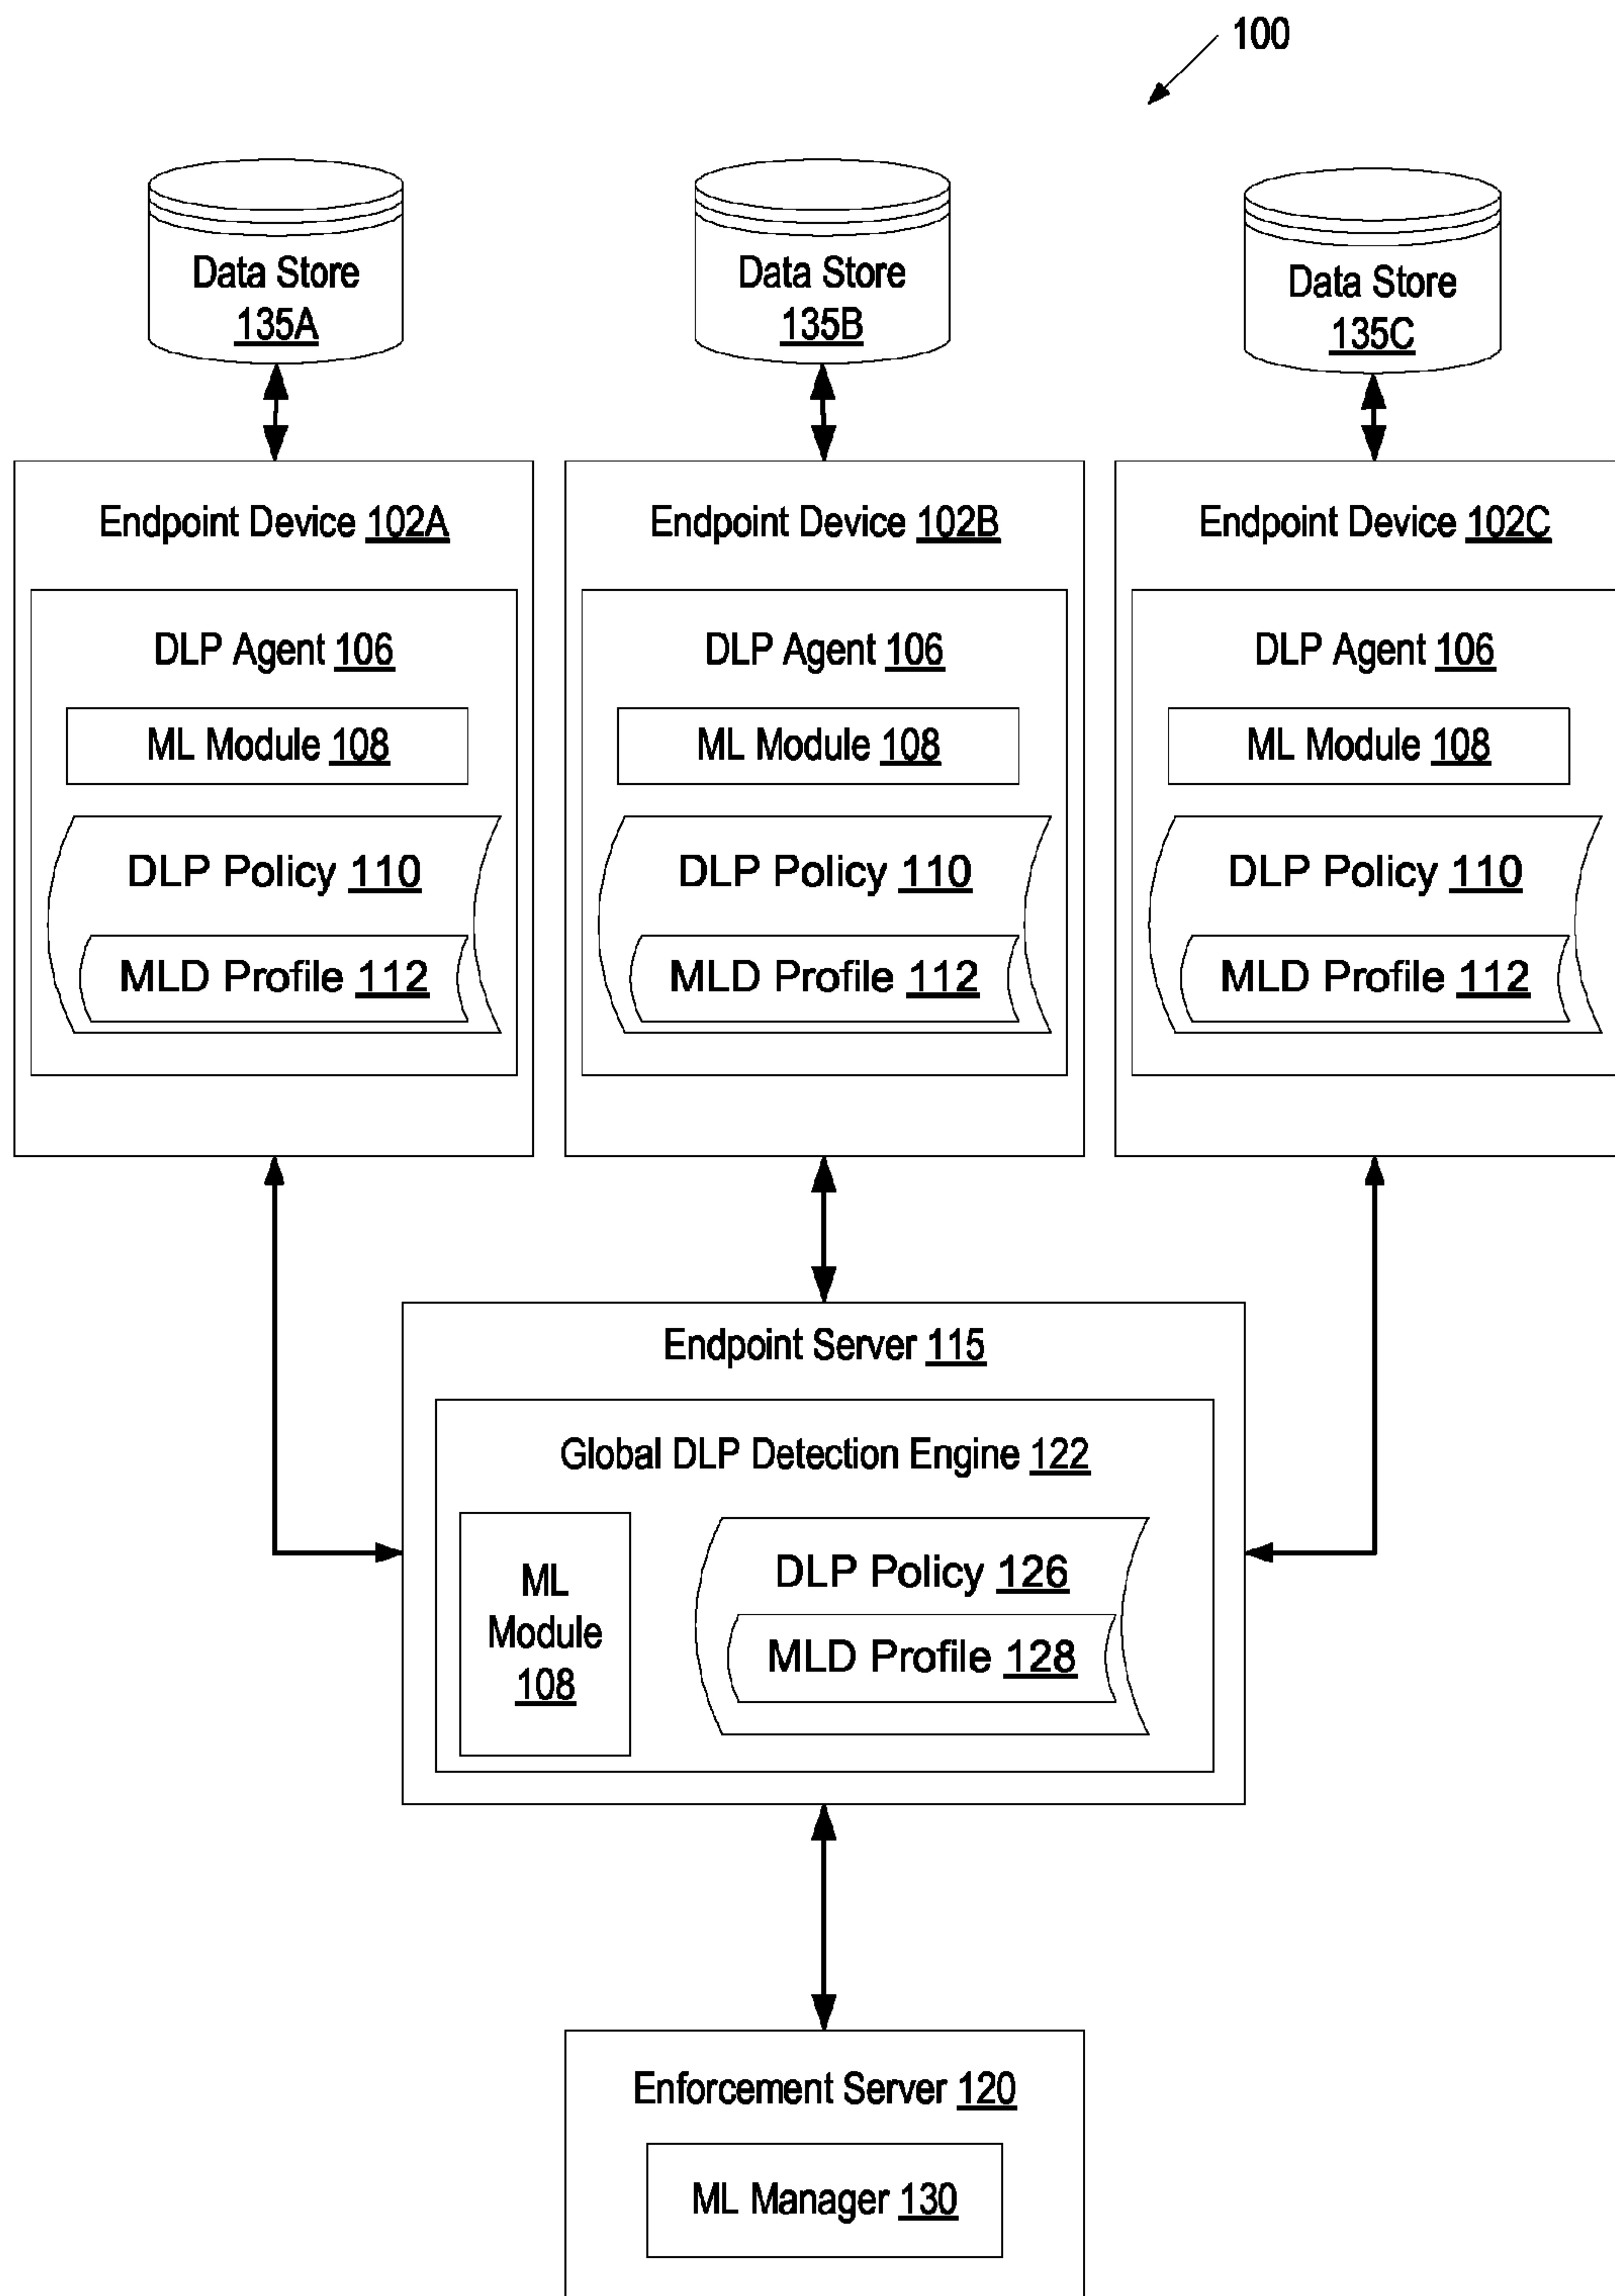 100
Data Store
135A
Data Store
135B
Data Store
135C
Endpoint Device 102A
Endpoint Device 102B
Endpoint Device 102C
DLP Agent 106
DLP Agent 106
DLP Agent 106
ML Module 108
ML Module 108
ML Module 108
DLP Policy 110
DLP Policy 110
DLP Policy 110
MLD Profile 112
MLD Profile 112
MLD Profile 112
Endpoint Server 115
Global DLP Detection Engine 122
ML
Module
108
DLP Policy 126
MLD Profile 128
Enforcement Server 120
ML Manager 130